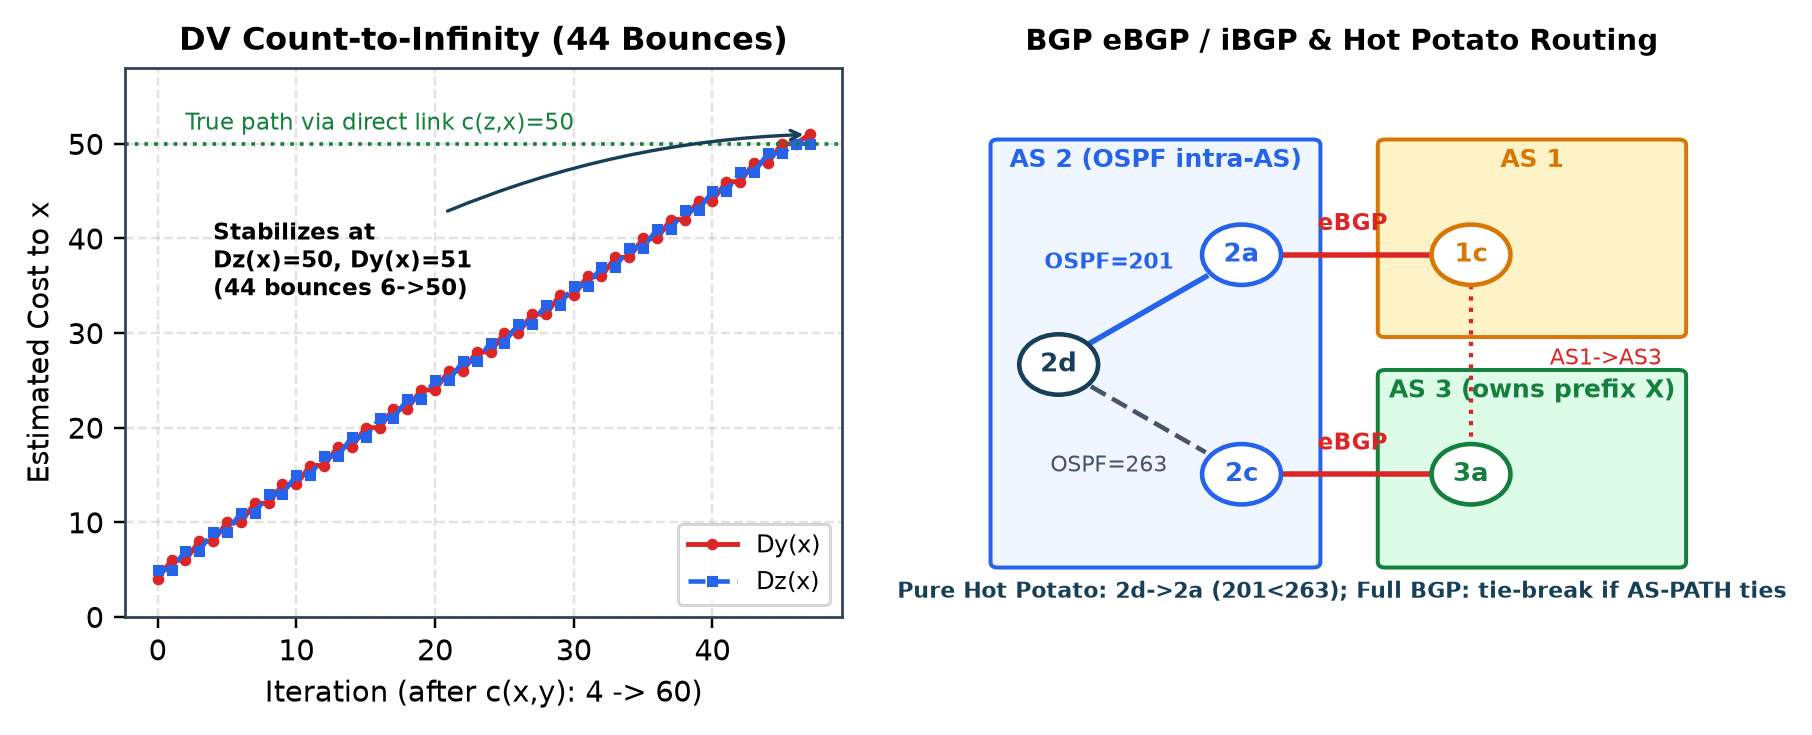 DV Count-to-Infinity (44 Bounces)
Estimated Cost to x
50
40
30
20
10
0
True path via direct link c(z,x)=50
Stabilizes at
Dz(x)=50, Dy(x)=51
(44 bounces 6->50)
Dy(x)
Dz(x)
0
10
20
30
40
Iteration (after c(x,y): 4 -> 60)
BGP eBGP / iBGP & Hot Potato Routing
AS 2 (OSPF intra-AS)
AS 1
eBGP
2a
1c
OSPF=201
2d
AS1->AS3
AS 3 (owns prefix X)
eBGP
OSPF=263
2c
3a
Pure Hot Potato: 2d->2a (201<263); Full BGP: tie-break if AS-PATH ties